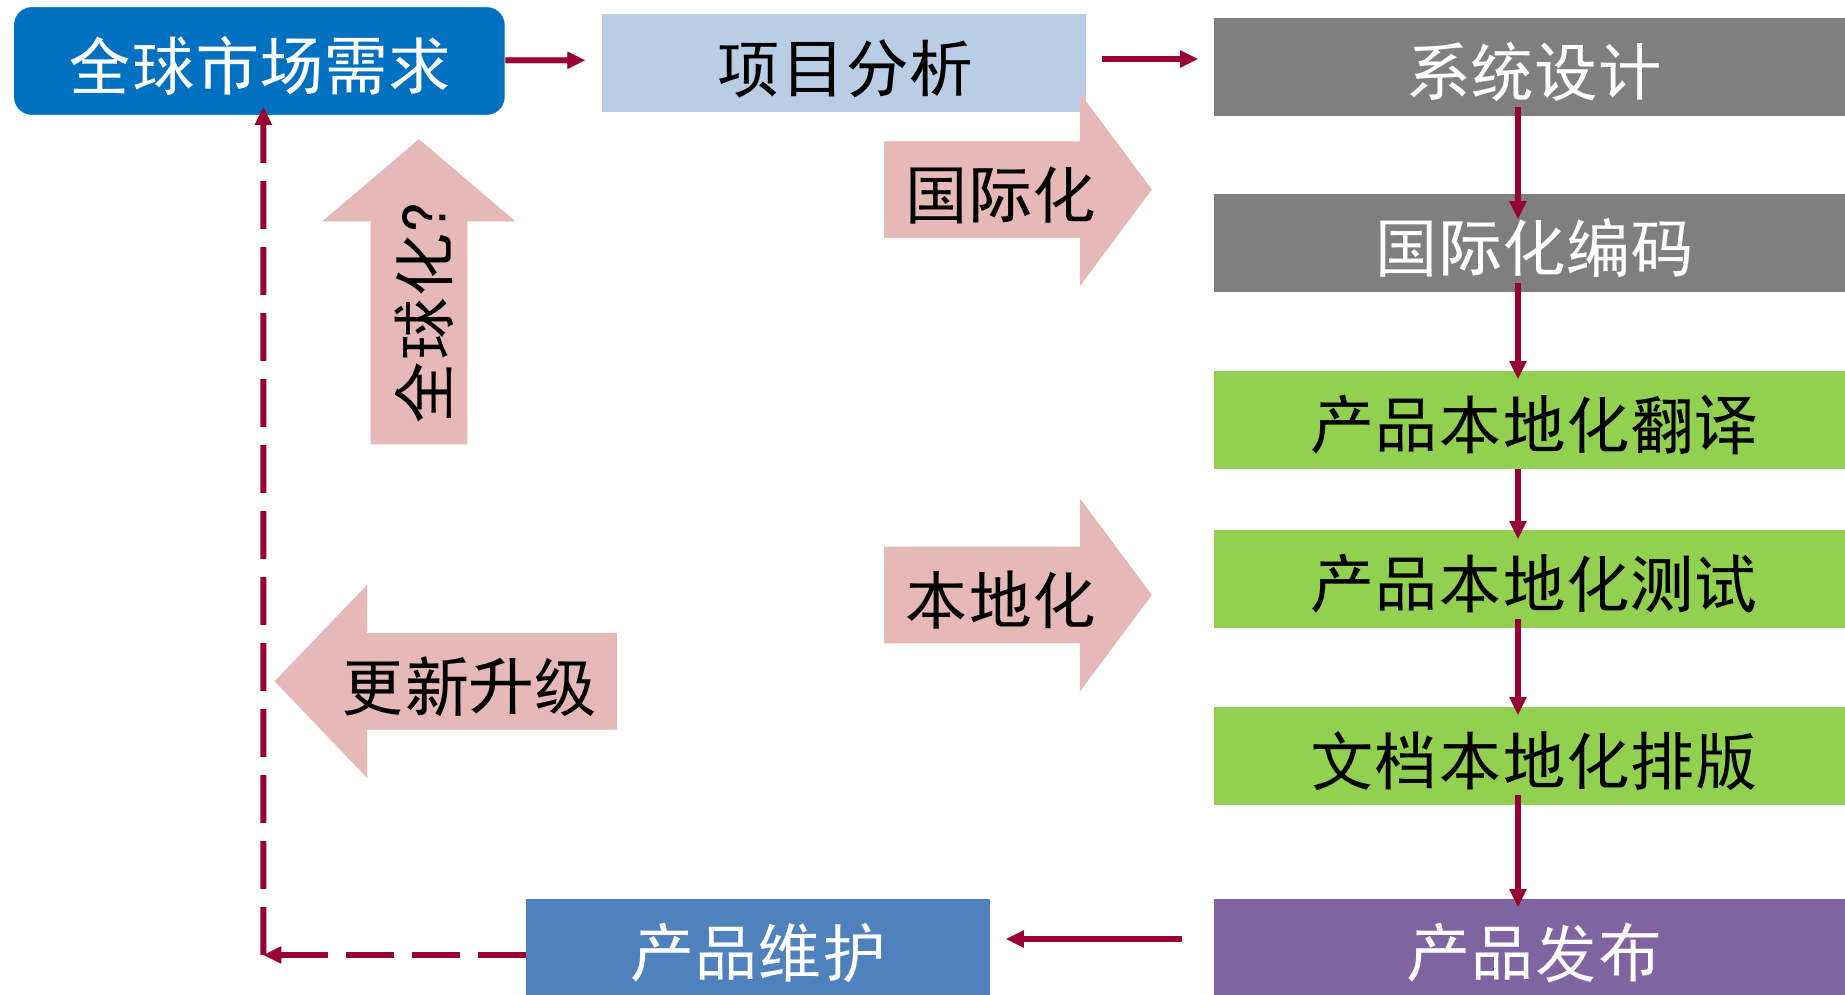 全球市场需求
项目分析
系统设计
国际化
全球化?
国际化编码
产品本地化翻译
本地化
产品本地化测试
更新升级
文档本地化排版
产品维护
产品发布